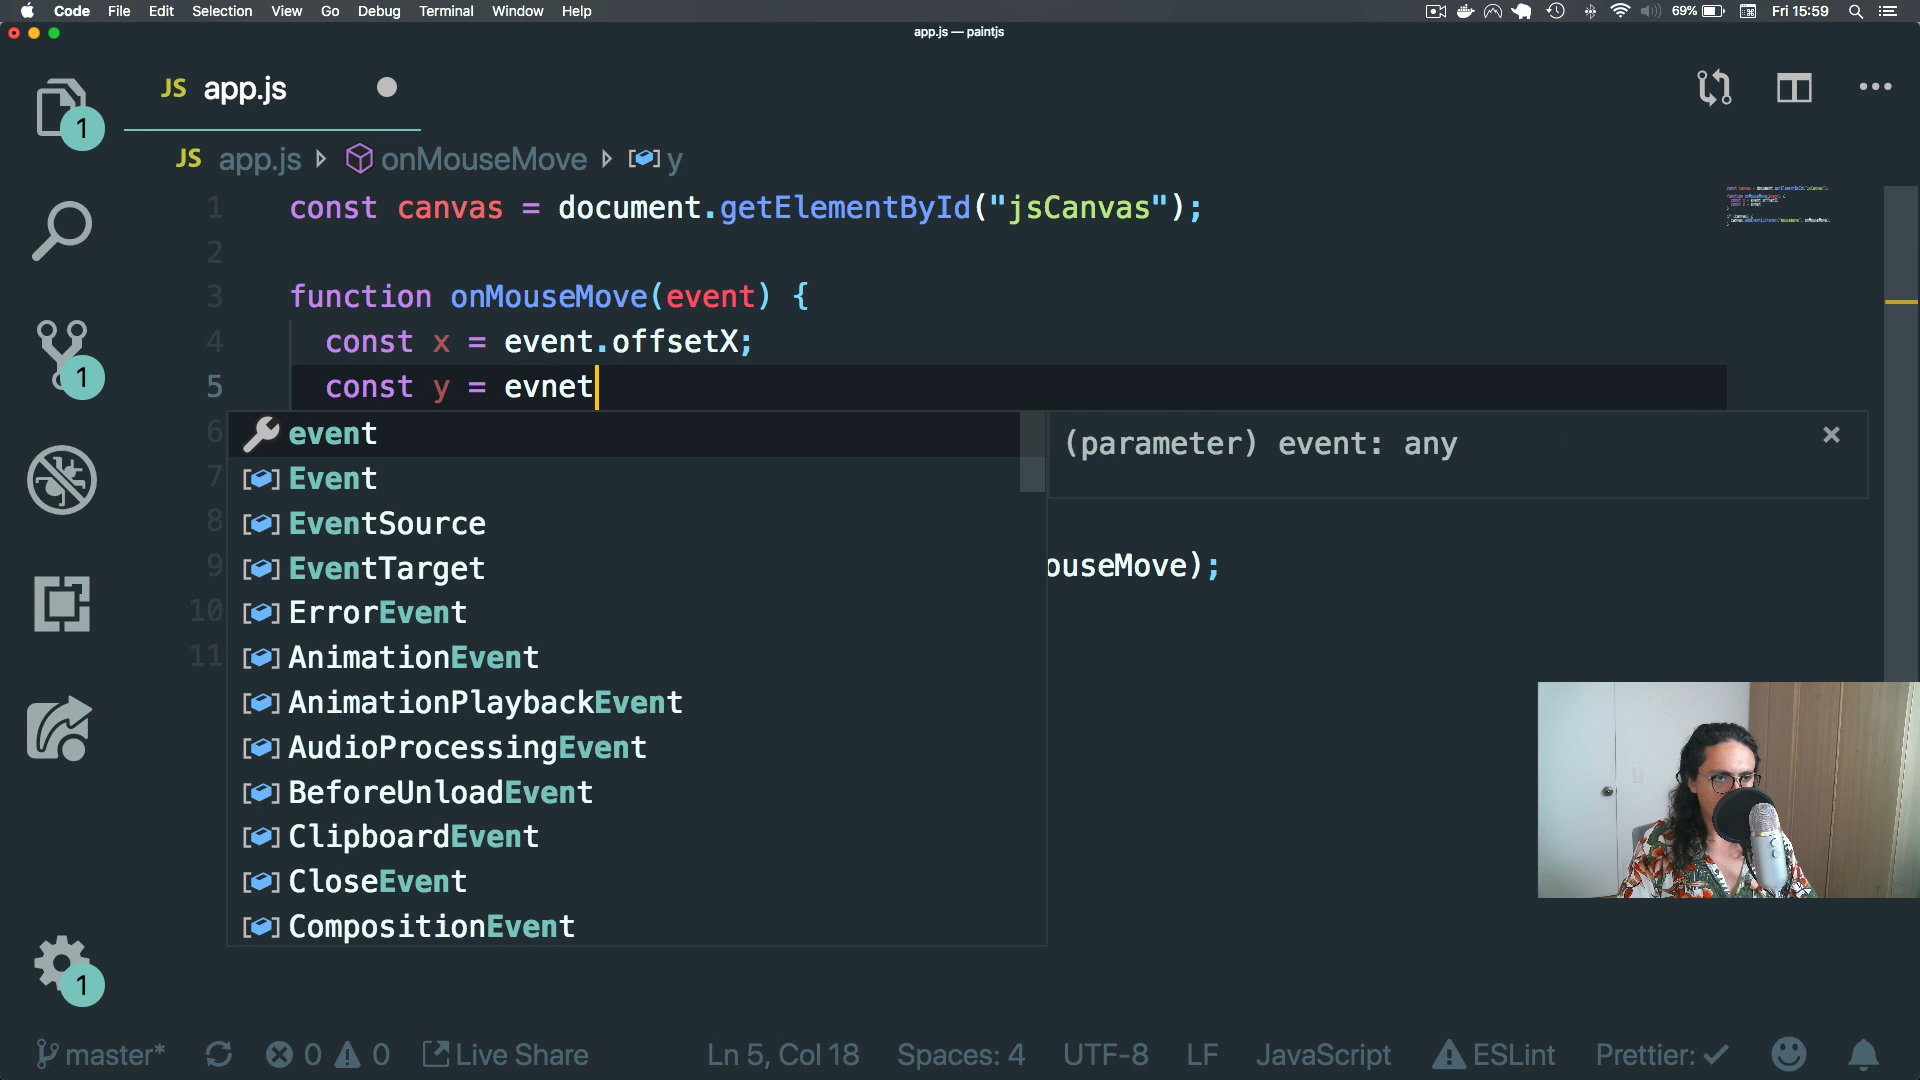 Code File Edit Selection View Go Debug Terminal Window Help 69% Fri 15:59
app.js — paintjs
JS app.js
JS app.js onMouseMove y
1 const canvas = document.getElementById("jsCanvas");
2
3 function onMouseMove(event) {
4 const x = event.offsetX;
5 const y = evnet
6 event
(parameter) event: any
7 Event
8 EventSource
9 EventTarget
ouseMove);
10 ErrorEvent
11 AnimationEvent
AnimationPlaybackEvent
AudioProcessingEvent
BeforeUnloadEvent
ClipboardEvent
CloseEvent
CompositionEvent
1
1
1
master* 0 0 Live Share Ln 5, Col 18 Spaces: 4 UTF-8 LF JavaScript ESLint Prettier: ✓